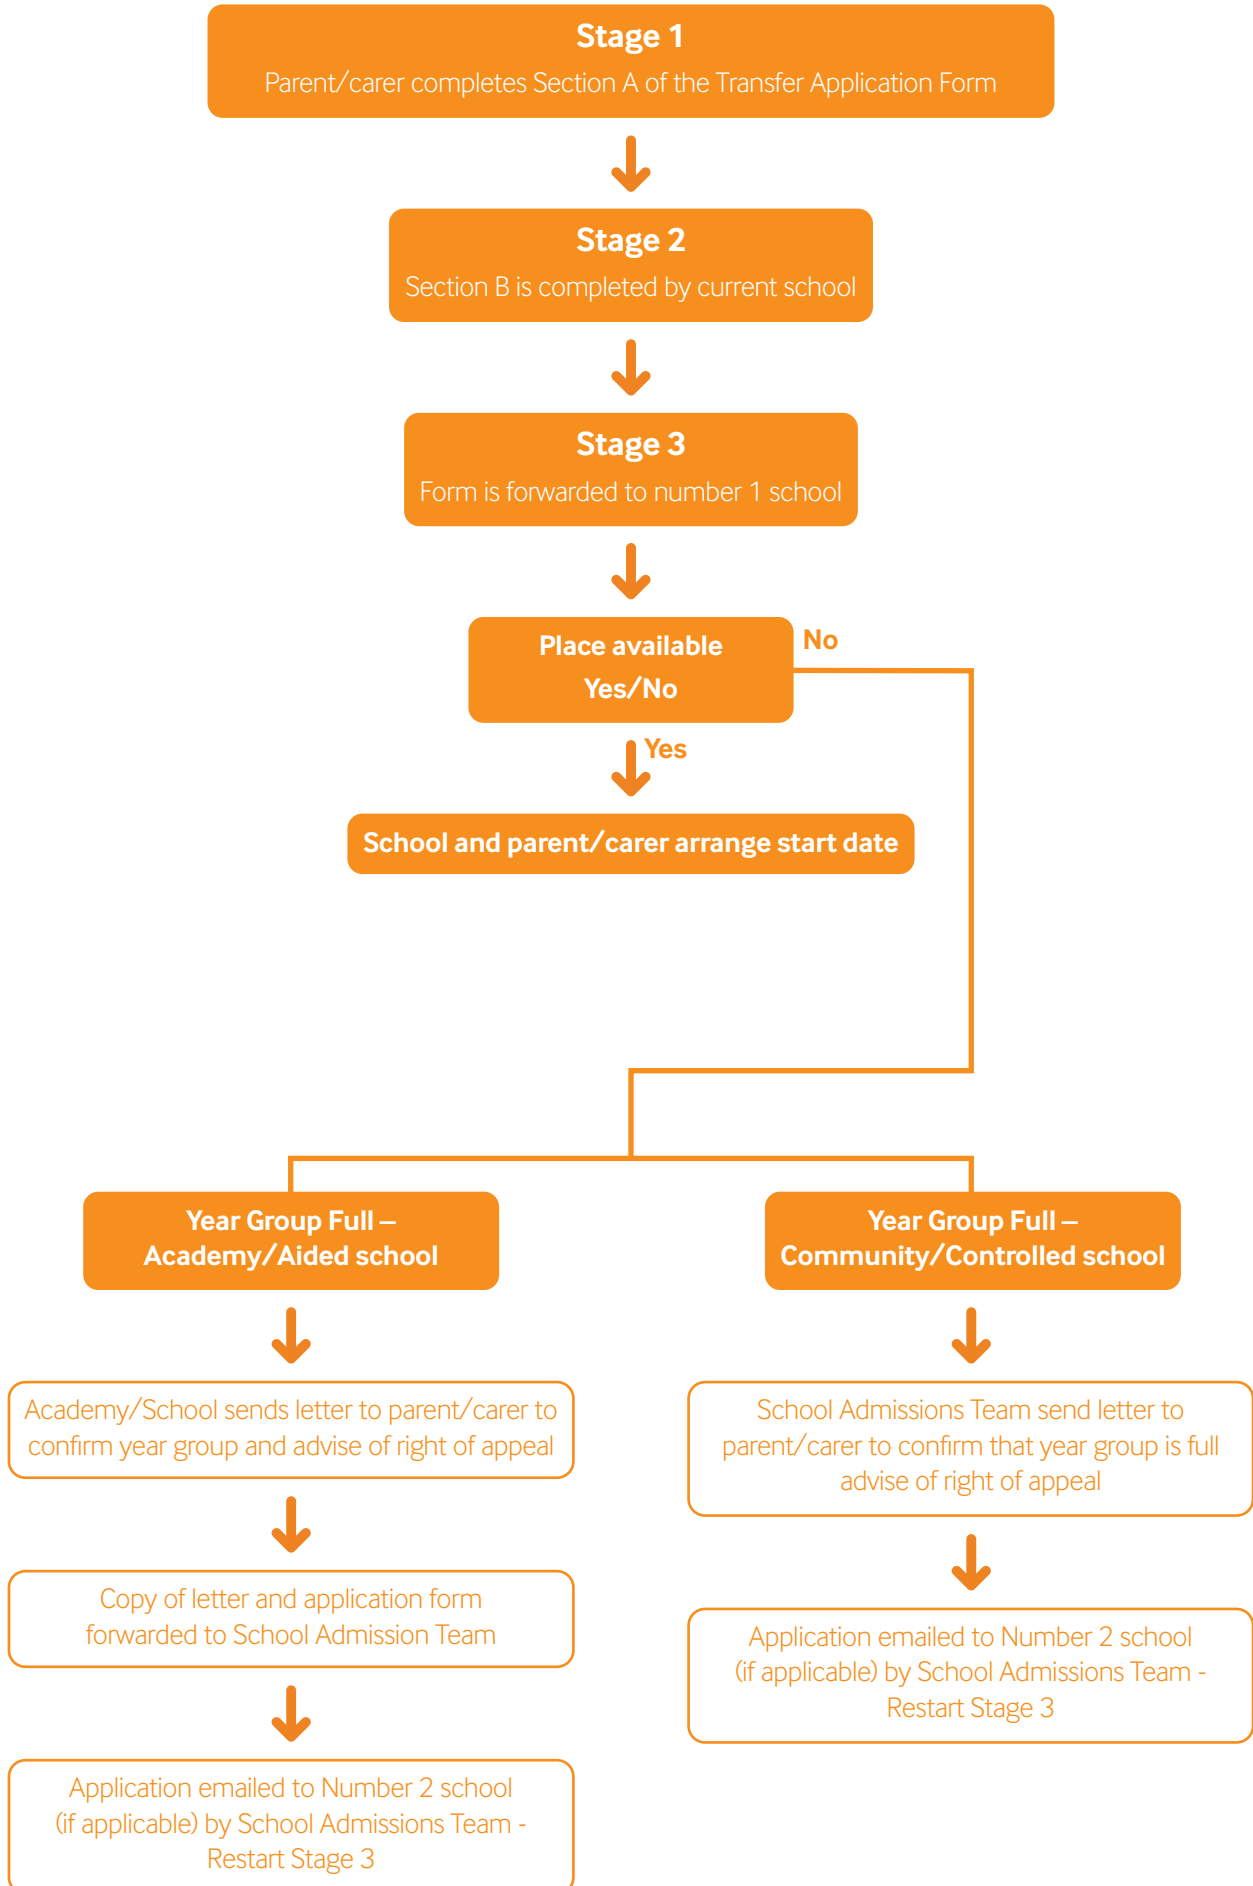 Stage 1
Parent/carer completes Section A of the Transfer Application Form
Stage 2
Section B is completed by current school
Stage 3
Form is forwarded to number 1 school
Place available
Yes/No
No
Yes
School and parent/carer arrange start date
Year Group Full –
Academy/Aided school
Academy/School sends letter to parent/carer to
confirm year group and advise of right of appeal
Copy of letter and application form
forwarded to School Admission Team
Application emailed to Number 2 school
(if applicable) by School Admissions Team -
Restart Stage 3
Year Group Full –
Community/Controlled school
School Admissions Team send letter to
parent/carer to confirm that year group is full
advise of right of appeal
Application emailed to Number 2 school
(if applicable) by School Admissions Team -
Restart Stage 3